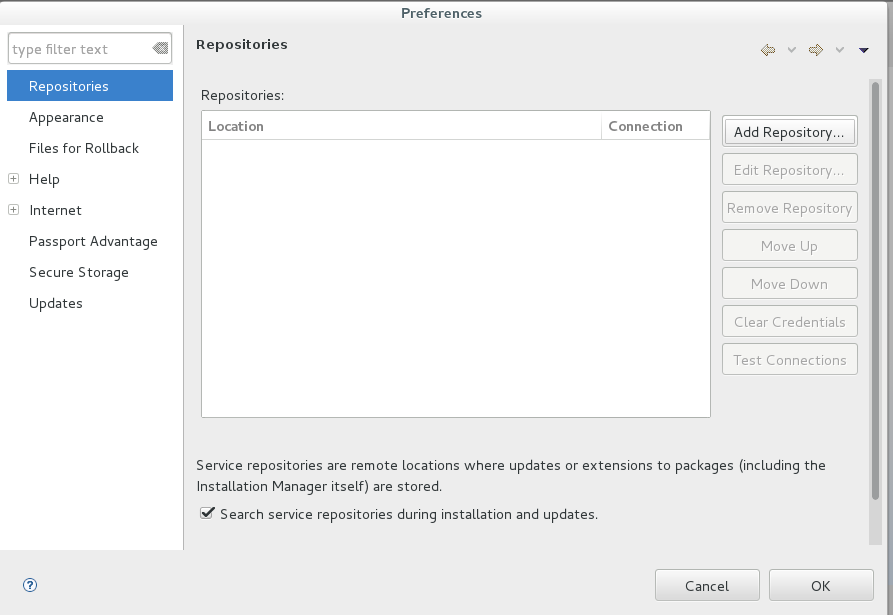 Preferences
type filter text
Repositories
Appearance
Files for Rollback
Help
Internet
Passport Advantage
Secure Storage
Updates
Repositories
Repositories:
Location Connection
Add Repository...
Edit Repository...
Remove Repository
Move Up
Move Down
Clear Credentials
Test Connections
Service repositories are remote locations where updates or extensions to packages (including the
Installation Manager itself) are stored.
Search service repositories during installation and updates.
?
Cancel OK